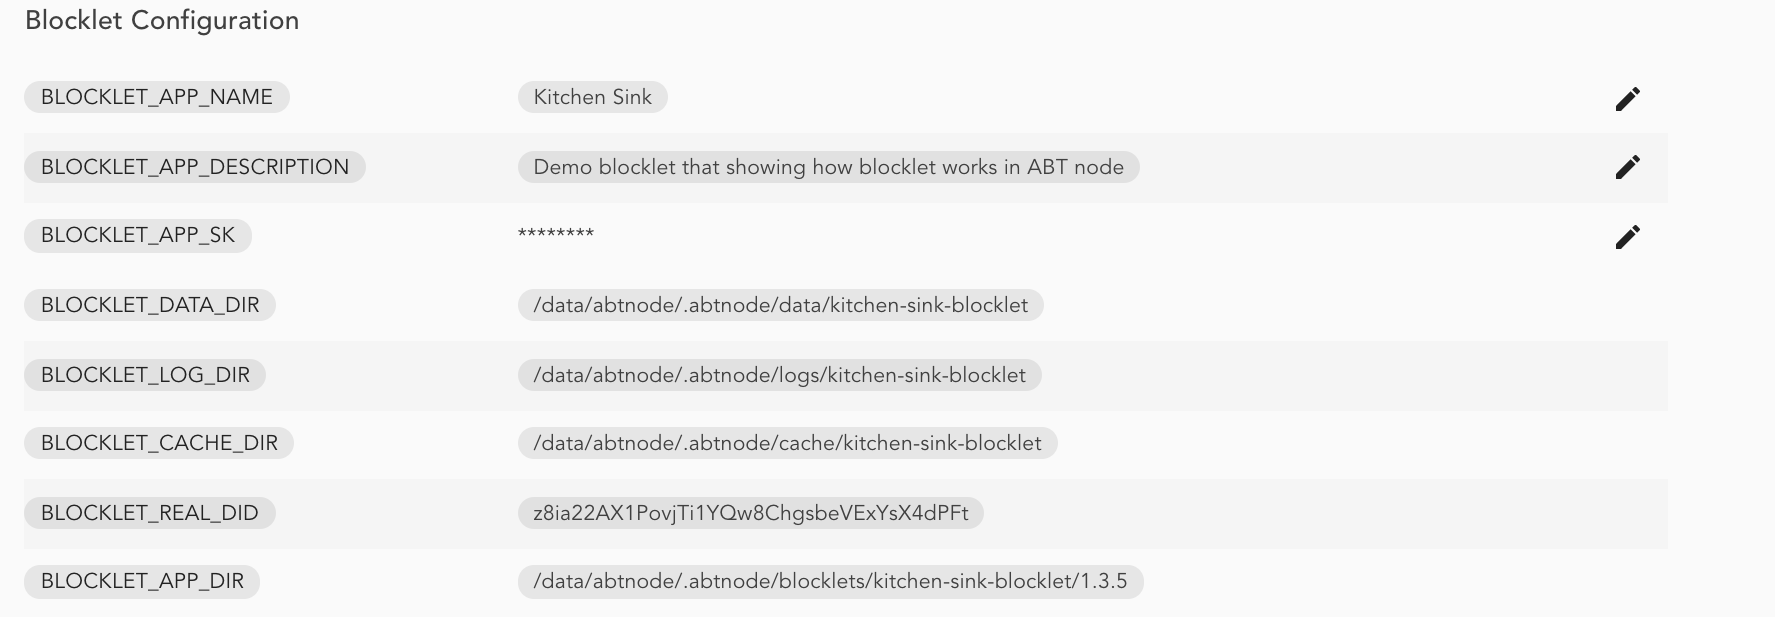 Blocklet Configuration
BLOCKLET_APP_NAME Kitchen Sink
BLOCKLET_APP_DESCRIPTION Demo blocklet that showing how blocklet works in ABT node
BLOCKLET_APP_SK ********
BLOCKLET_DATA_DIR /data/abtnode/.abtnode/data/kitchen-sink-blocklet
BLOCKLET_LOG_DIR /data/abtnode/.abtnode/logs/kitchen-sink-blocklet
BLOCKLET_CACHE_DIR /data/abtnode/.abtnode/cache/kitchen-sink-blocklet
BLOCKLET_REAL_DID z8ia22AX1PovjTi1YQw8ChgsbeVExYsX4dPFt
BLOCKLET_APP_DIR /data/abtnode/.abtnode/blocklets/kitchen-sink-blocklet/1.3.5